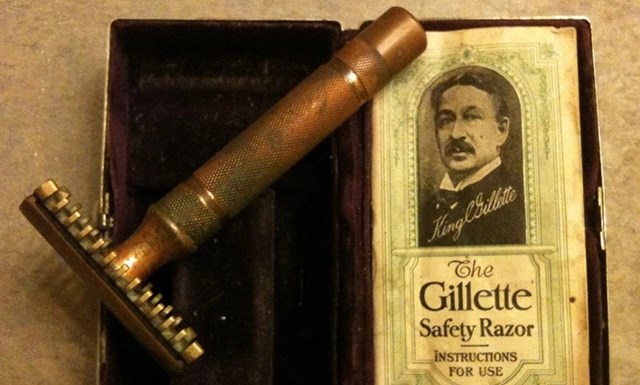 King C Gillette
The
Gillette
Safety Razor
INSTRUCTIONS
FOR USE